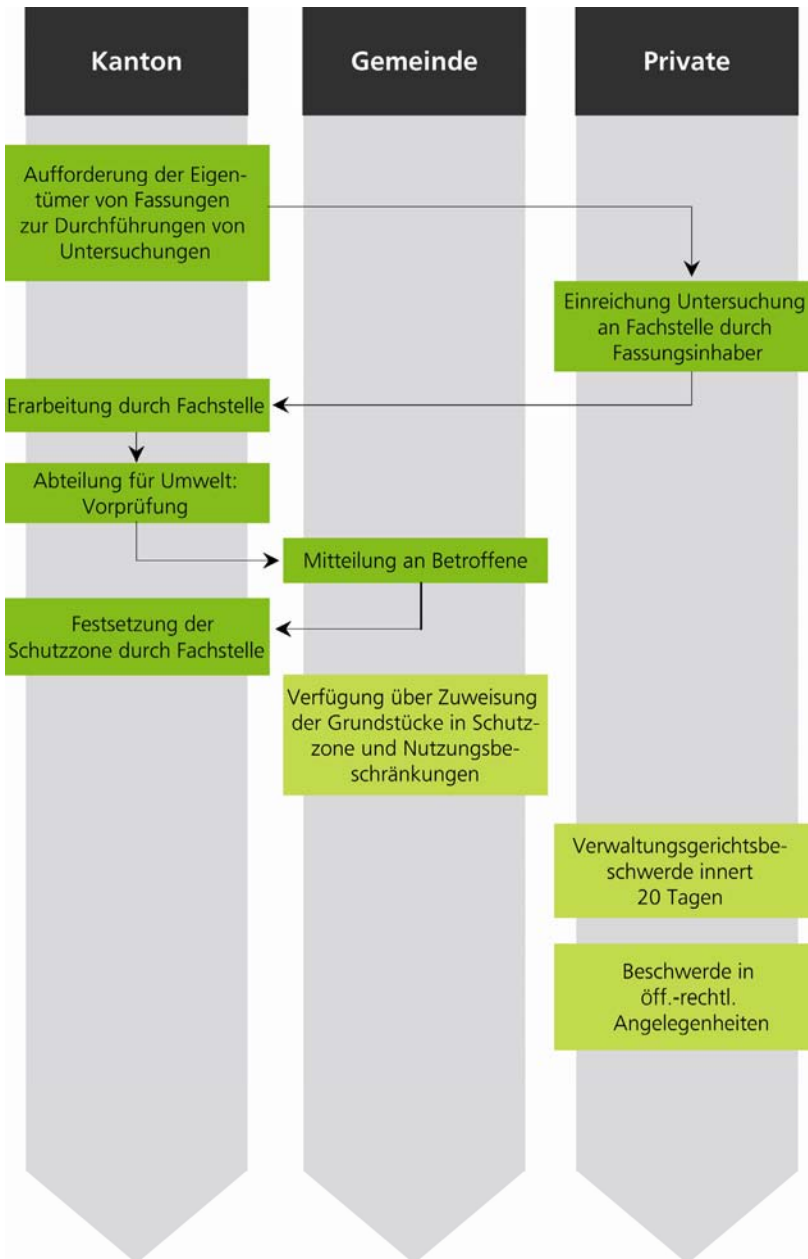 Kanton
Gemeinde
Private
Aufforderung der Eigen-
tümer von Fassungen
zur Durchführungen von
Untersuchungen
Einreichung Untersuchung
an Fachstelle durch
Fassungsinhaber
Erarbeitung durch Fachstelle
Abteilung für Umwelt:
Vorprüfung
Mitteilung an Betroffene
Festsetzung der
Schutzzone durch Fachstelle
Verfügung über Zuweisung
der Grundstücke in Schutz-
zone und Nutzungsbe-
schränkungen
Verwaltungsgerichtsbe-
schwerde innert
20 Tagen
Beschwerde in
öff.-rechtl.
Angelegenheiten